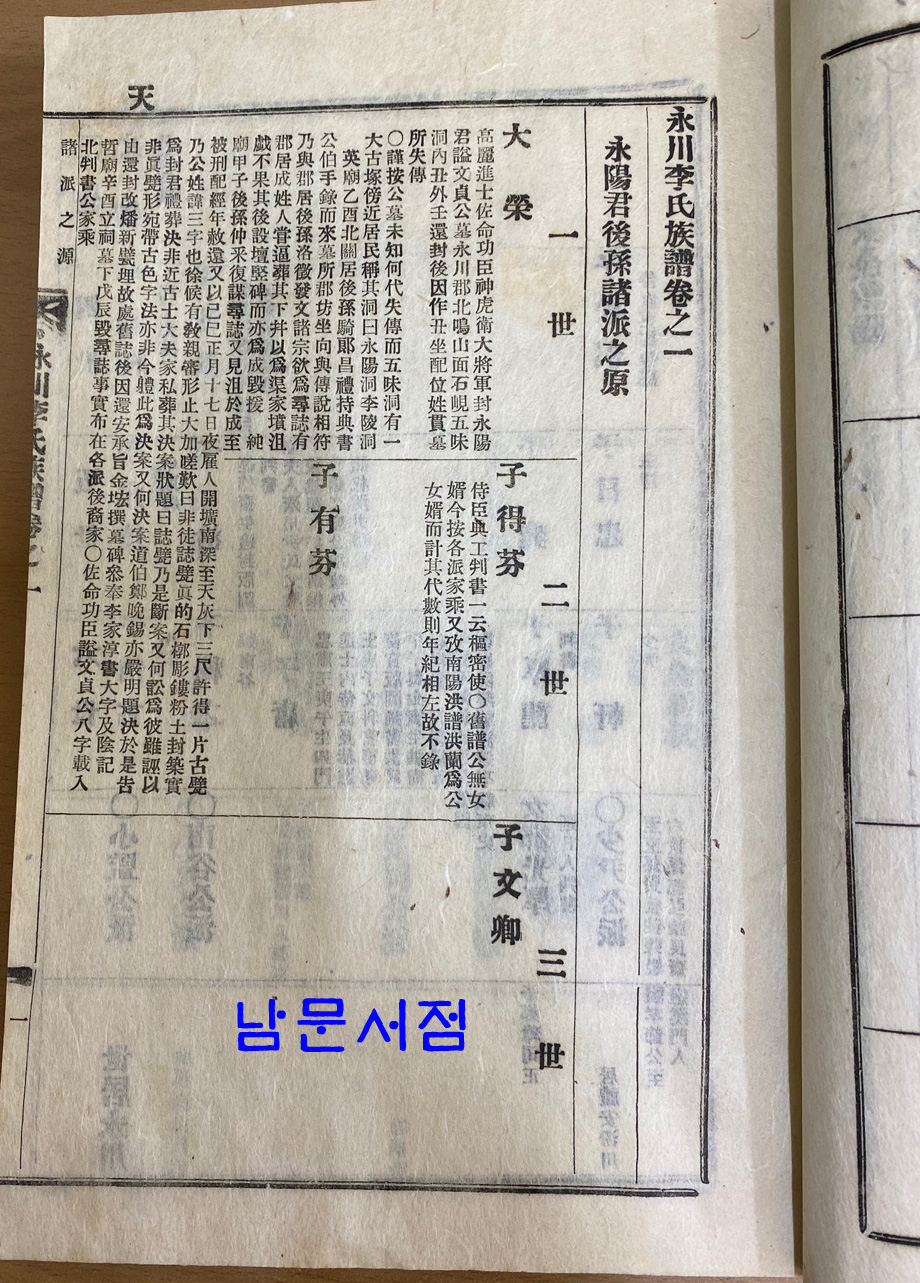 永川李氏族譜卷之一
永陽君後孫諸派之原
一世
二世
三世
大榮
高麗進士佐命功臣神虎衛大將軍封永陽
君謚文貞公墓永川郡北鳴山面石峴五味
洞內丑外壬還封後因作丑坐配位姓貫墓
所失傳
〇謹按公墓未知何代失傳而五味洞有一
大古塚傍近居民稱其洞曰永陽洞李陵洞
英廟乙酉北關居後孫騎郞昌禮持典書
公伯手錄而來墓所郡坊坐向與傳說相符
乃與郡居後孫洛徵發文諸宗欲爲尋誌有
郡居成姓人嘗逼葬其下幷以爲渠家墳沮
戱不果其後設壇竪碑而亦爲成毁援 純
廟甲子後孫仲采復謀尋誌又見沮於成至
被刑配經年赦還又以己巳正月十七日夜雇人開壙南深至天灰下三尺許得一片古甓
乃公姓諱三字也徐候有敎親審形止大加嗟歎曰非徒誌甓眞的石槨彫鏤粉土封築實
爲封君禮葬決非近古士大夫家私葬其決案狀題曰誌甓乃是斷案又何訟爲彼雖誣以
非眞甓形宛帶古色字法亦非今體此爲決案又何決案道伯鄭晩錫亦嚴明題決於是告
由還封改燔新甓埋故處舊誌後因還安承旨金㙆撰墓碑叅奉李家淳書大字及陰記
哲廟辛酉立祠墓下戊辰毁尋誌事實布在各派後裔家〇佐命功臣謚文貞公八字載入
北判書公家乘
諸派之源
子得芬
侍臣典工判書一云樞密使〇舊譜公無女
婿今按各派家乘又攷南陽洪譜洪蘭爲公
女婿而計其代數則年紀相左故不錄
子有芬
子文卿
天
永川李氏族譜卷之一
一
남문서점